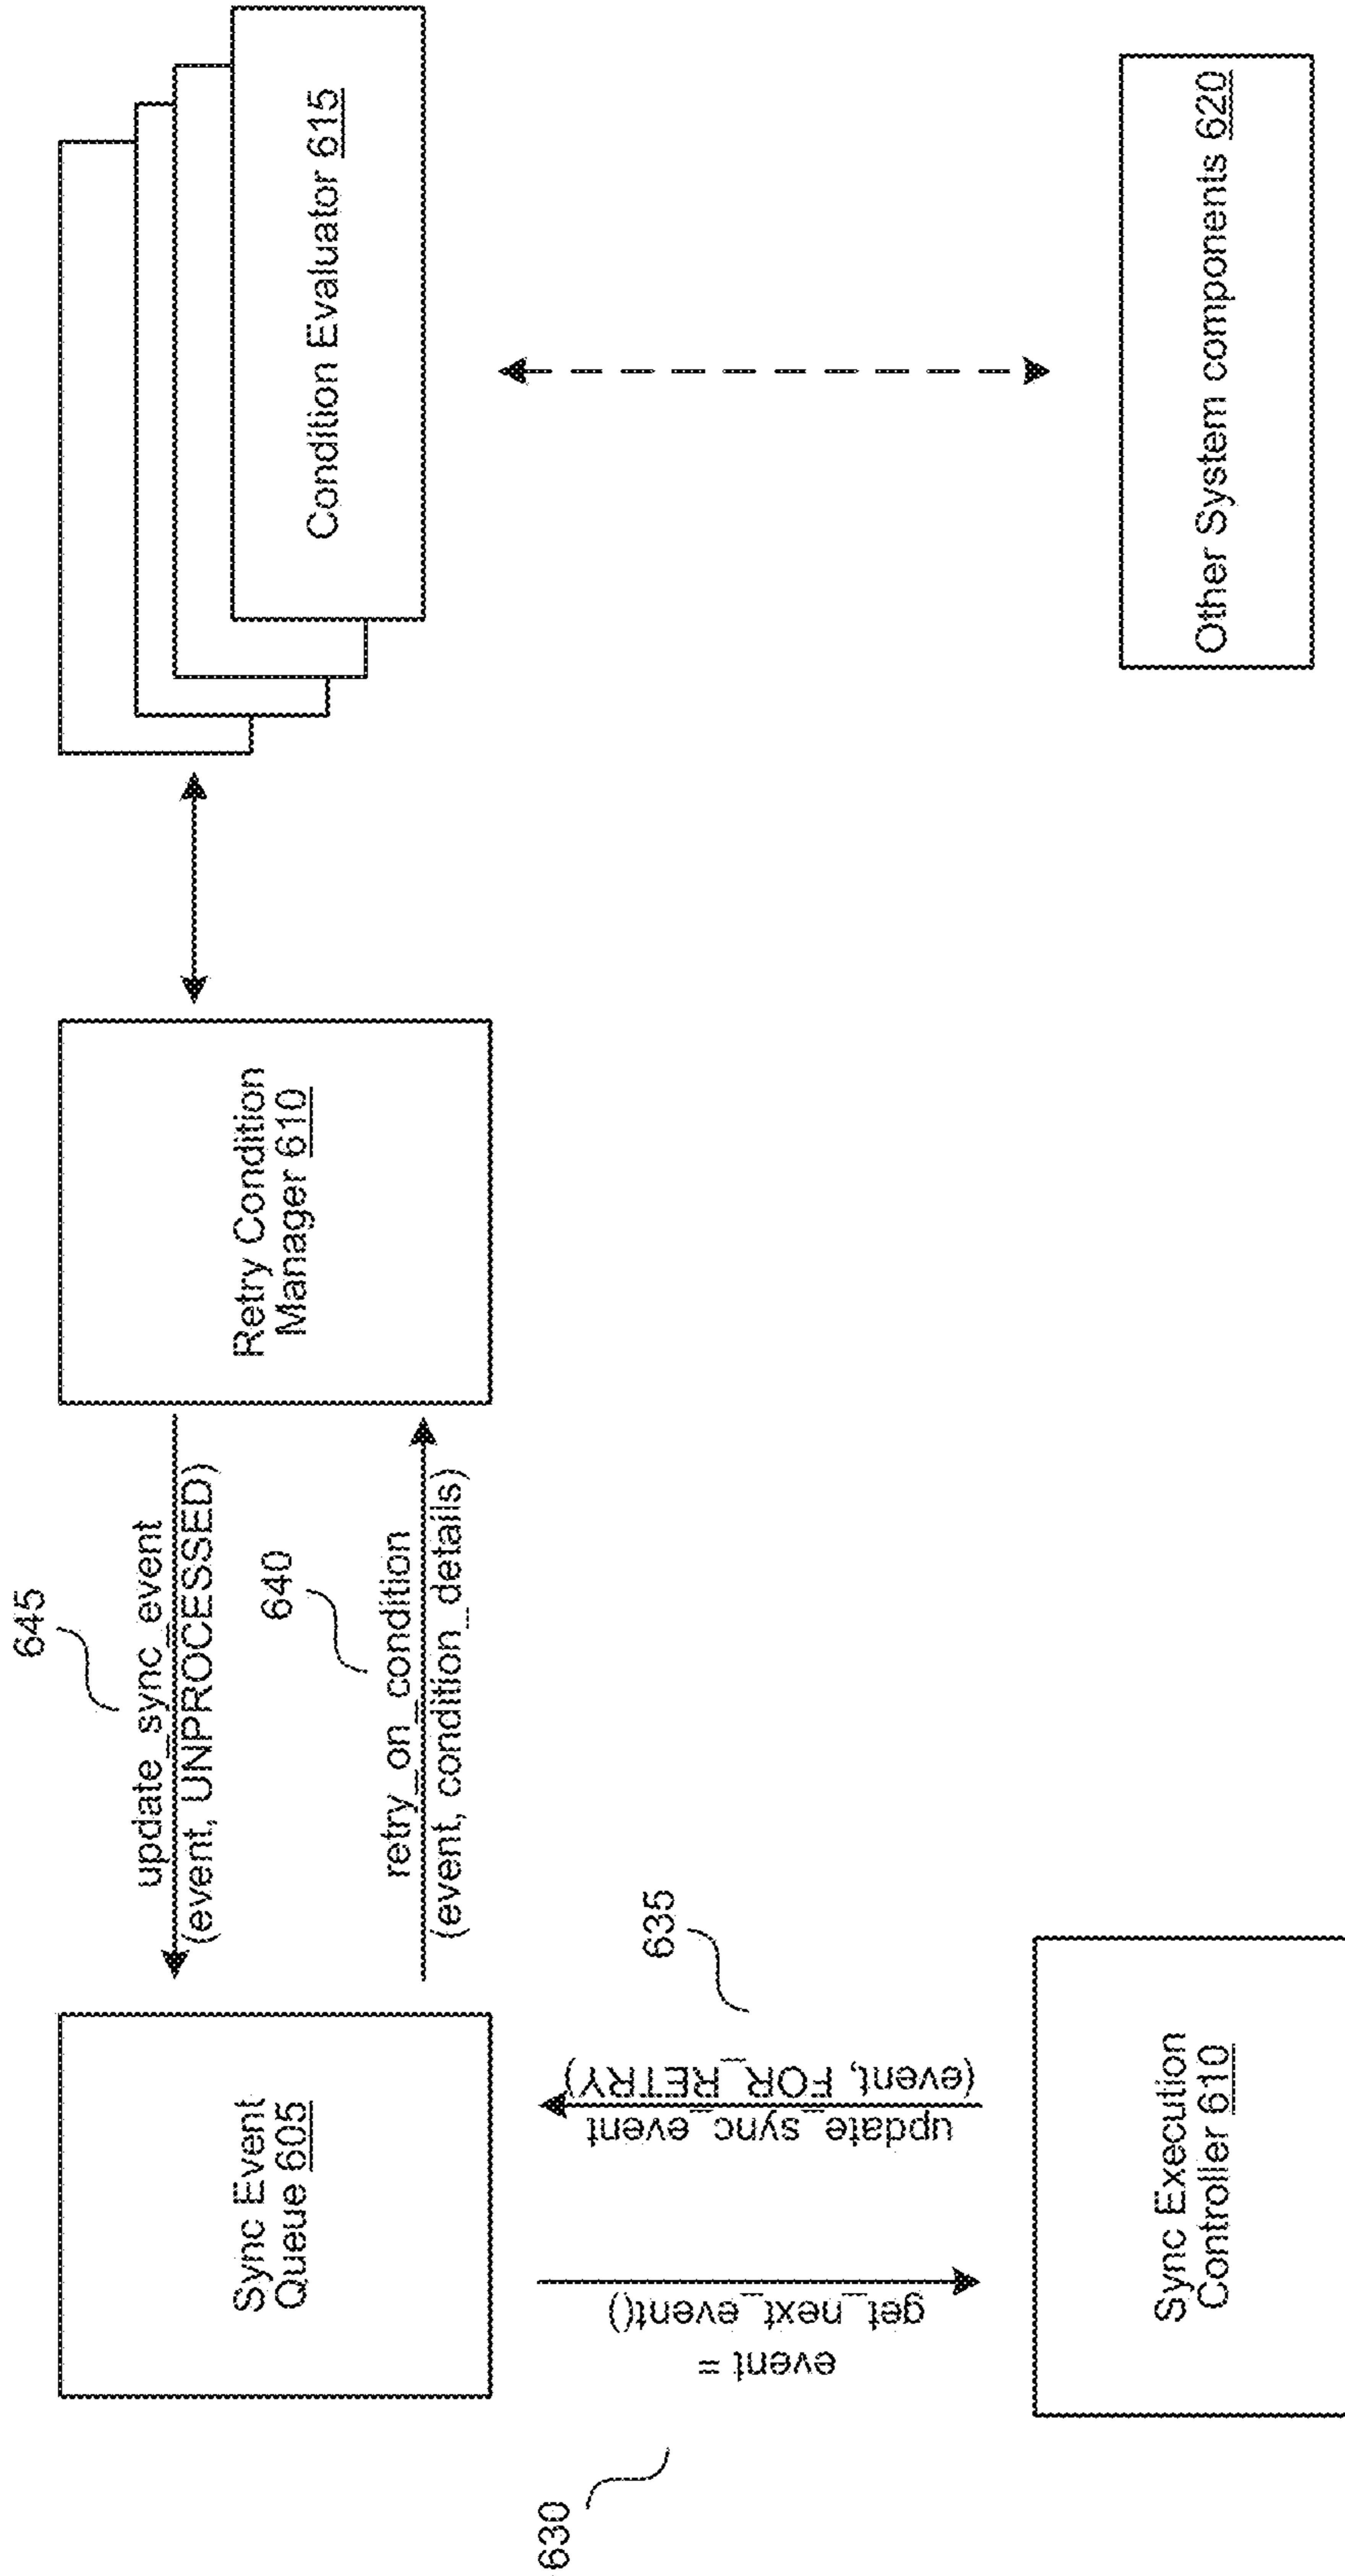 645
update_sync_event
(event, UNPROCESSED)
640
retry_on_condition
(event, condition_details)
Sync Event
Queue 605
Retry Condition
Manager 610
Condition Evaluator 615
630
event =
get_next_event()
update_sync_event
(event, FOR_RETRY)
635
Sync Execution
Controller 610
Other System components 620